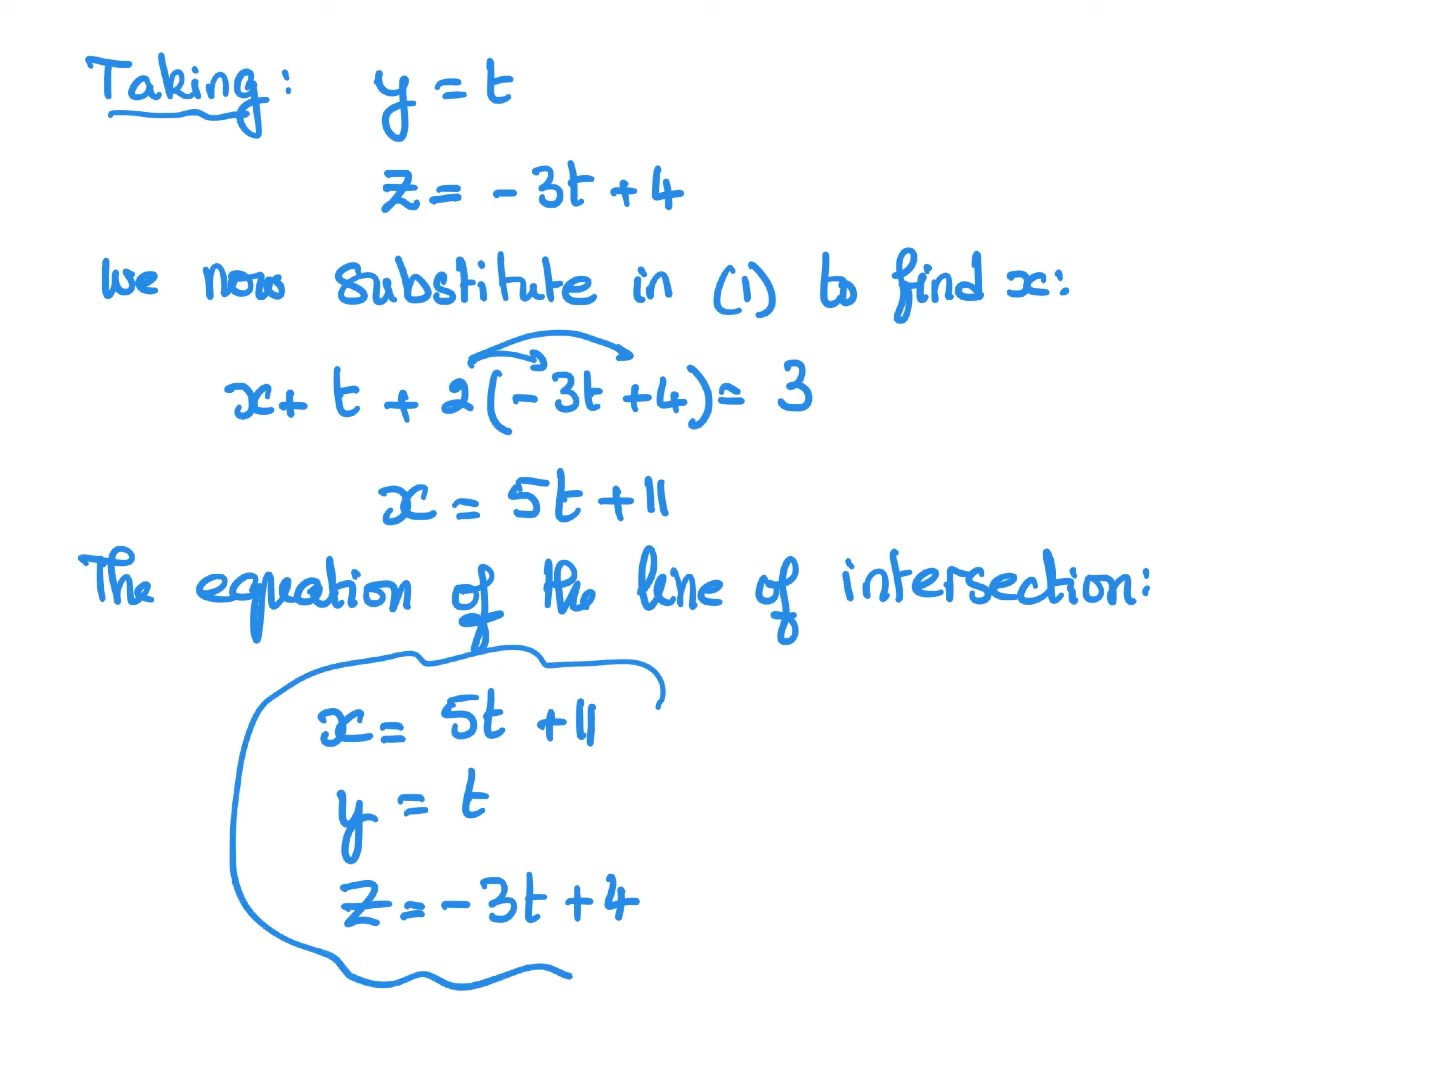 Taking: y = t
z = - 3t + 4
We now substitute in (1) to find x:
x + t + 2(-3t + 4) = 3
x = 5t + 11
The equation of the line of intersection:
x = 5t + 11
y = t
z = - 3t + 4